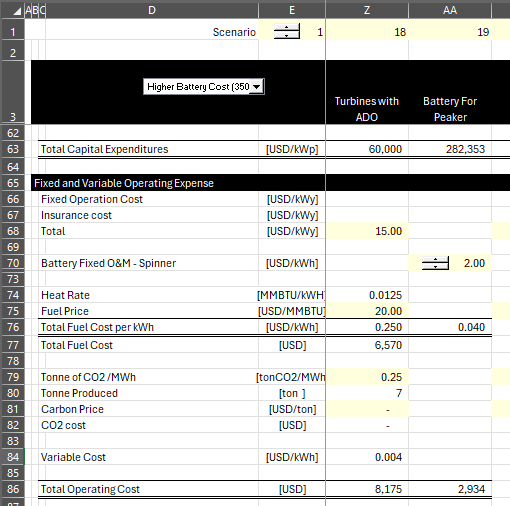 A B C D E Z AA
1 Scenario 1 18 19
2
Higher Battery Cost (350
3 Turbines with ADO Battery For Peaker
62
63 Total Capital Expenditures [USD/kWp] 60,000 282,353
64
65 Fixed and Variable Operating Expense
66 Fixed Operation Cost [USD/kWy]
67 Insurance cost [USD/kWy]
68 Total [USD/kWy] 15.00
69
70 Battery Fixed O&M - Spinner [USD/kWh] 2.00
73
74 Heat Rate [MMBTU/kWH] 0.0125
75 Fuel Price [USD/MMBTU] 20.00
76 Total Fuel Cost per kWh [USD/kWh] 0.250 0.040
77 Total Fuel Cost [USD] 6,570
78
79 Tonne of CO2 /MWh [tonCO2/MWh 0.25
80 Tonne Produced [ton ] 7
81 Carbon Price [USD/ton] -
82 CO2 cost [USD] -
83
84 Variable Cost [USD/kWh] 0.004
85
86 Total Operating Cost [USD] 8,175 2,934
87